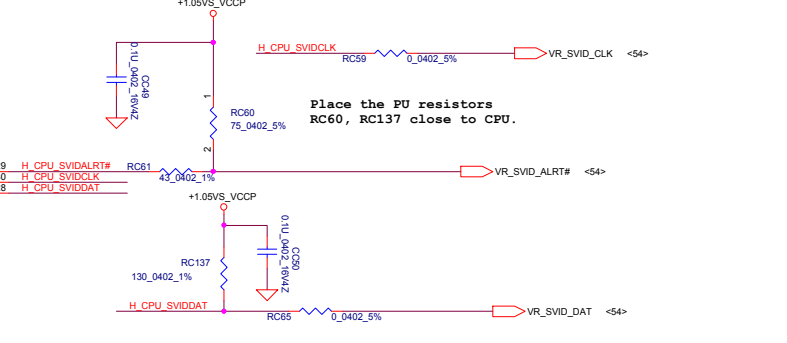 +1.05VS_VCCP
H_CPU_SVIDCLK
RC59
0_0402_5%
VR_SVID_CLK <54>
0.1U_0402_16V4Z
CC49
1
RC60
75_0402_5%
2
Place the PU resistors
RC60, RC137 close to CPU.
9 H_CPU_SVIDALRT#
RC61
43_0402_1%
VR_SVID_ALRT# <54>
0 H_CPU_SVIDCLK
8 H_CPU_SVIDDAT
+1.05VS_VCCP
0.1U_0402_16V4Z
CC50
RC137
130_0402_1%
H_CPU_SVIDDAT
RC65
0_0402_5%
VR_SVID_DAT <54>